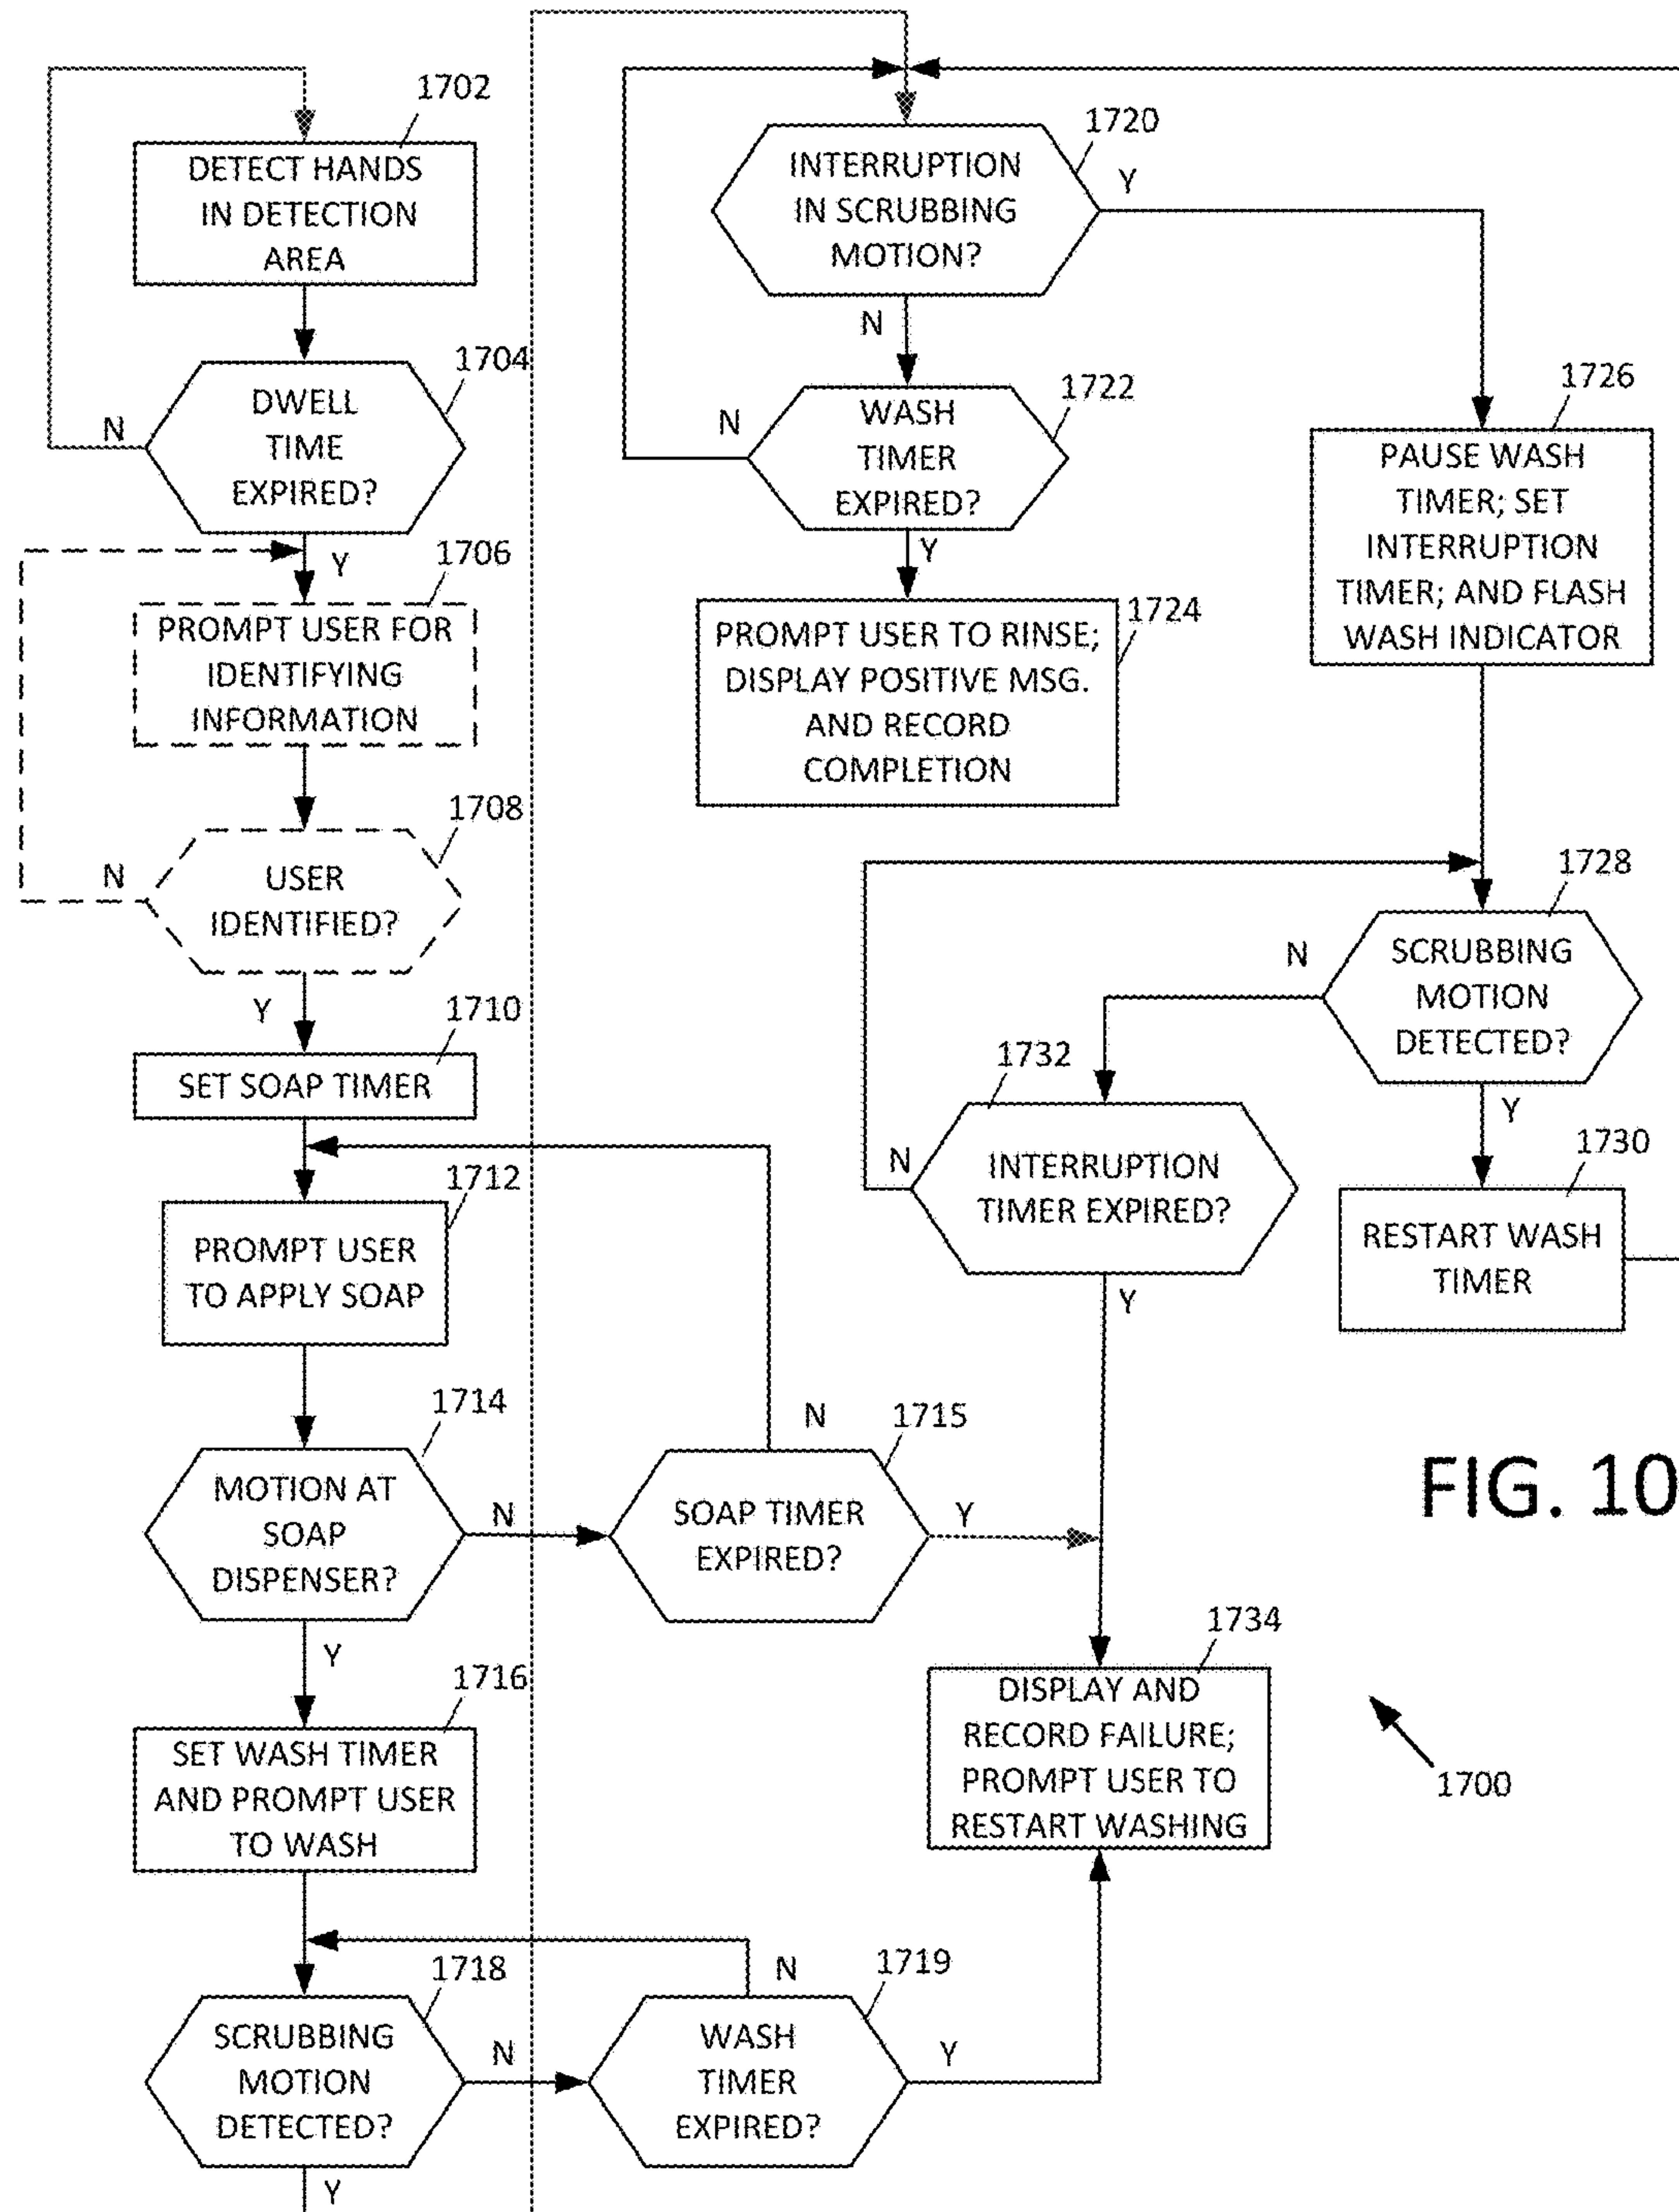 1702
DETECT HANDS
IN DETECTION
AREA
1704
DWELL
TIME
EXPIRED?
N
Y
1706
PROMPT USER FOR
IDENTIFYING
INFORMATION
1708
USER
IDENTIFIED?
N
Y
1710
SET SOAP TIMER
1712
PROMPT USER
TO APPLY SOAP
1714
MOTION AT
SOAP
DISPENSER?
N
Y
1715
SOAP TIMER
EXPIRED?
N
Y
1716
SET WASH TIMER
AND PROMPT USER
TO WASH
1718
SCRUBBING
MOTION
DETECTED?
N
Y
1719
WASH
TIMER
EXPIRED?
N
Y
1720
INTERRUPTION
IN SCRUBBING
MOTION?
Y
N
1722
WASH
TIMER
EXPIRED?
N
Y
1724
PROMPT USER TO RINSE;
DISPLAY POSITIVE MSG.
AND RECORD
COMPLETION
1726
PAUSE WASH
TIMER; SET
INTERRUPTION
TIMER; AND FLASH
WASH INDICATOR
1728
SCRUBBING
MOTION
DETECTED?
N
Y
1730
RESTART WASH
TIMER
1732
INTERRUPTION
TIMER EXPIRED?
N
Y
1734
DISPLAY AND
RECORD FAILURE;
PROMPT USER TO
RESTART WASHING
FIG. 10
1700